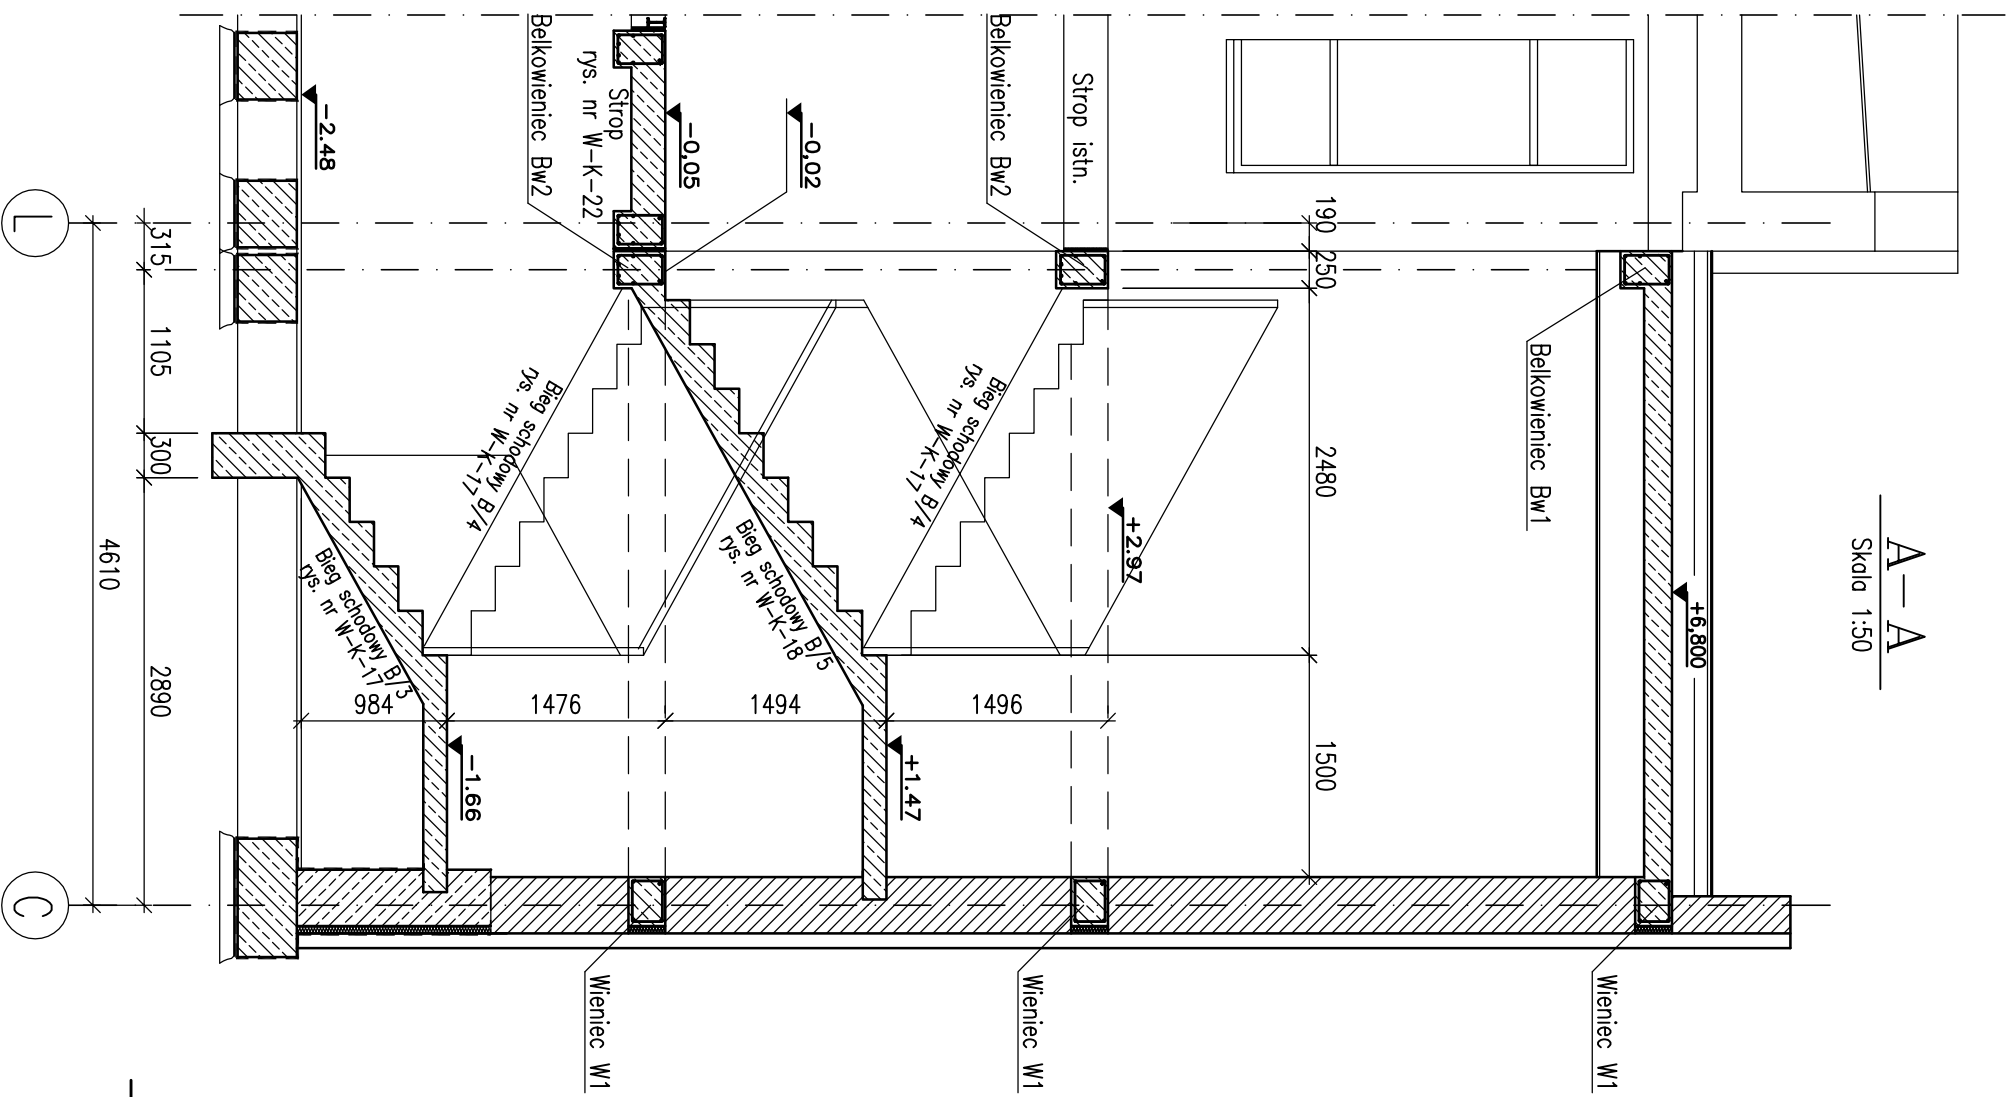 A-A
Skala 1:50
+6,800
Belkowieniec Bw1
190
250
2480
1500
+2.97
Strop istn.
Belkowieniec Bw2
Bieg schodowy B/4
rys. nr W-K-17
-0,02
-0,05
Strop
rys. nr W-K-22
Belkowieniec Bw2
Bieg schodowy B/4
rys. nr W-K-17
Bieg schodowy B/5
rys. nr W-K-18
+1.47
1496
1494
1476
984
-1.66
Bieg schodowy B/3
rys. nr W-K-17
-2.48
315
1105
300
2890
4610
L
C
Wieniec W1
Wieniec W1
Wieniec W1